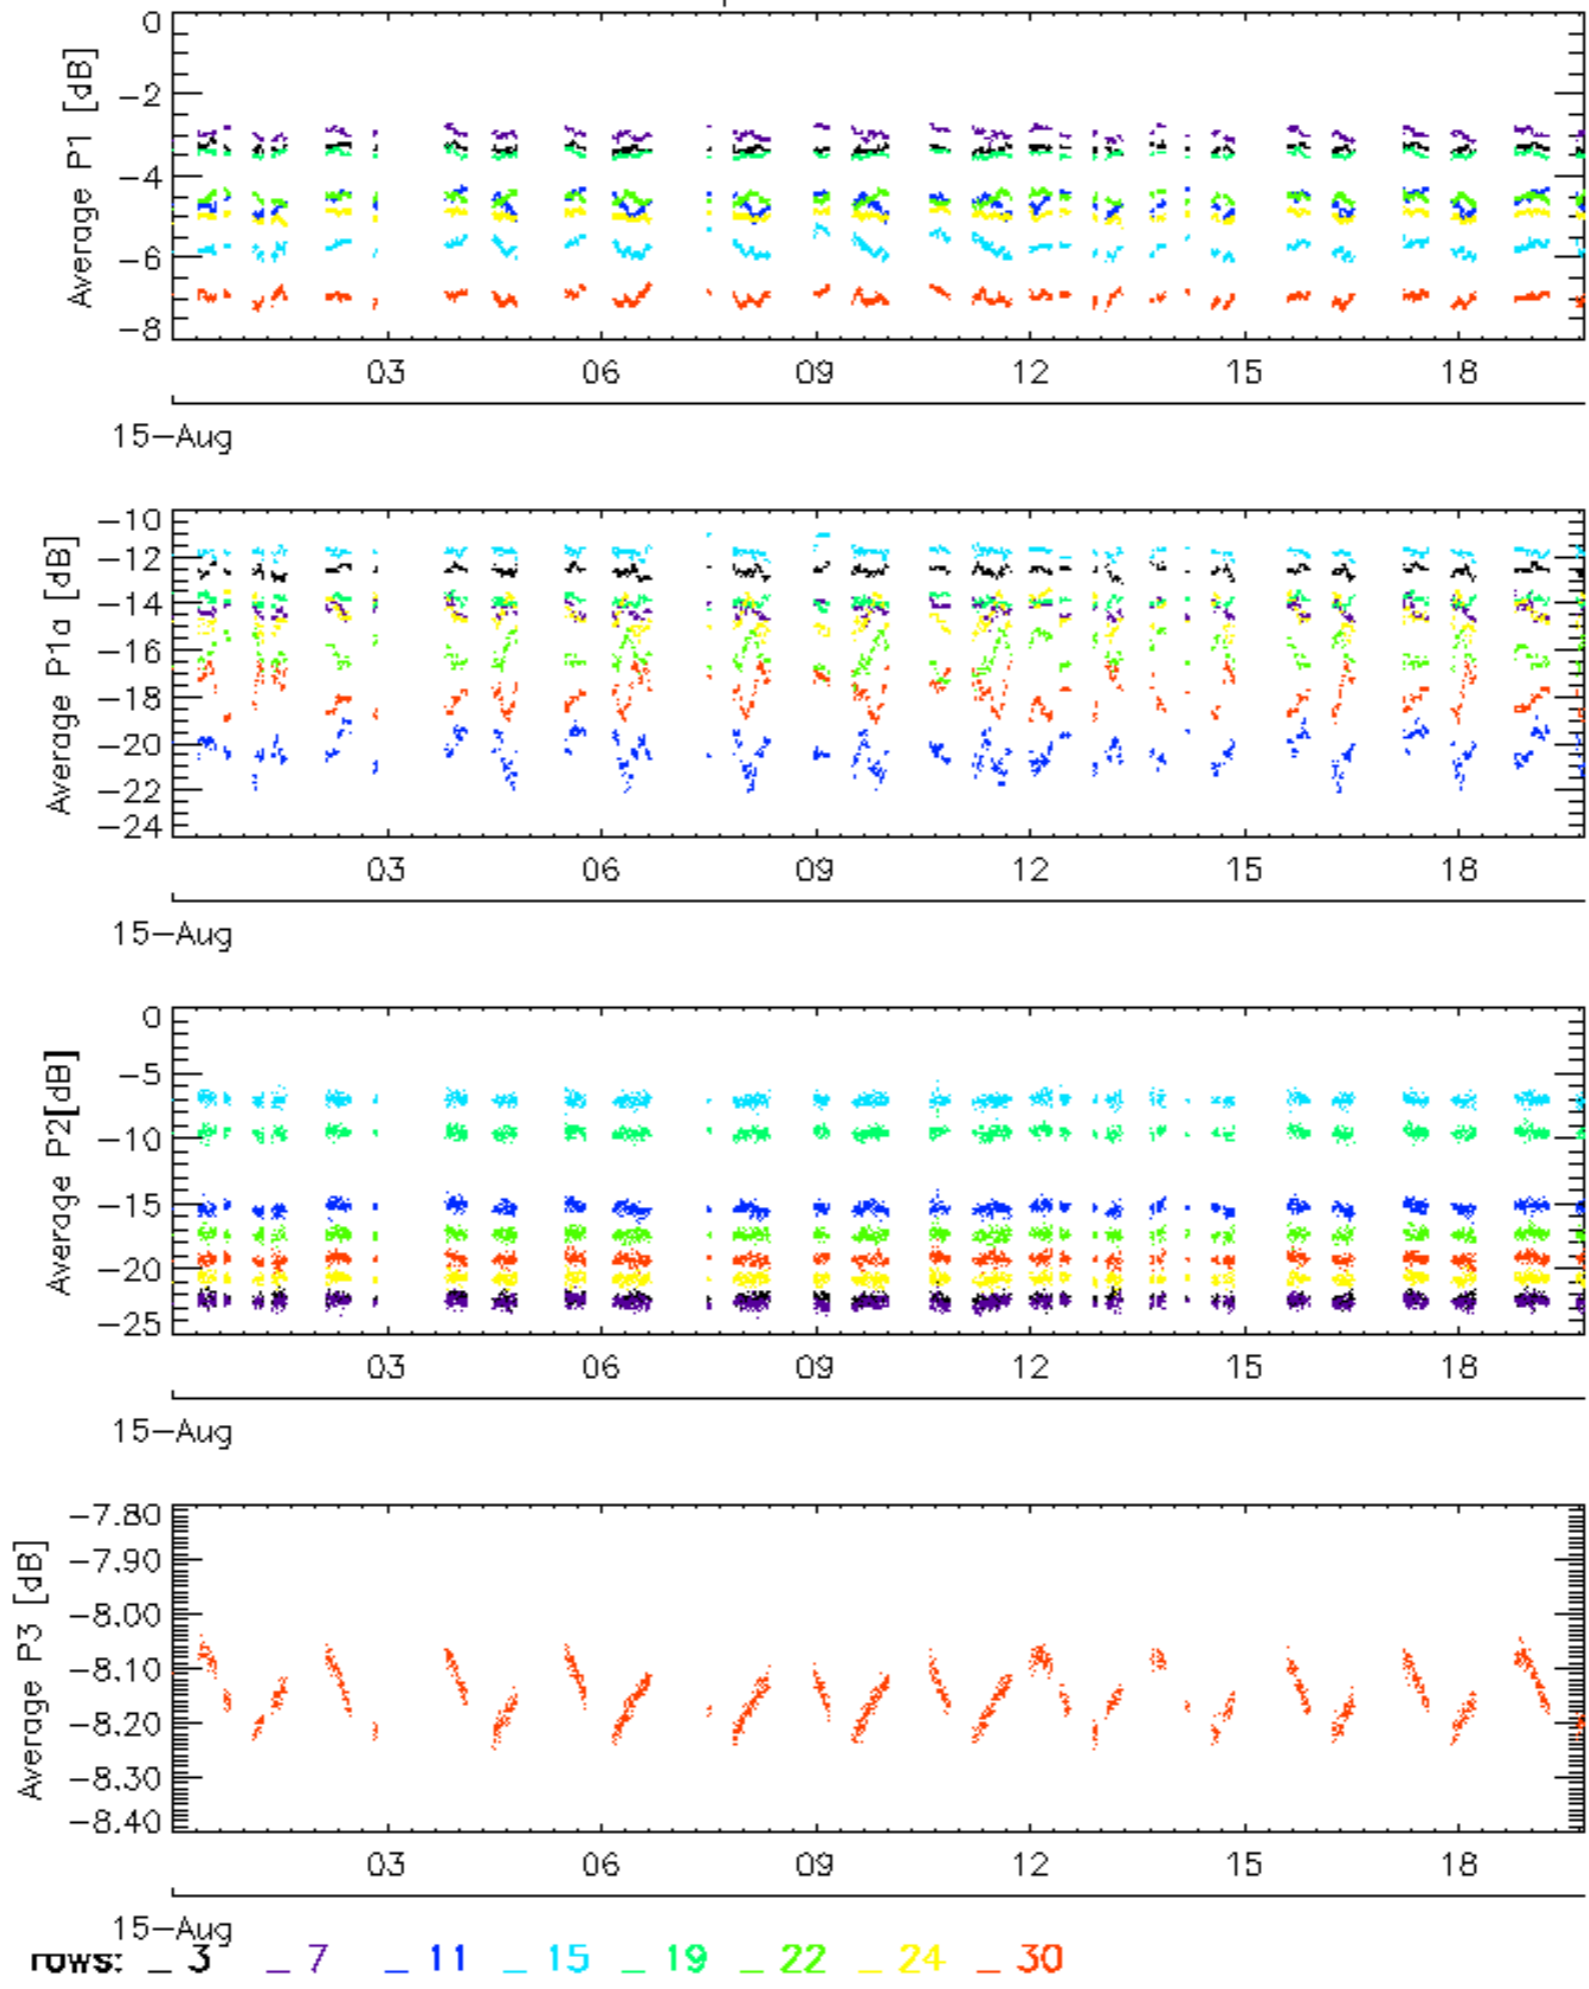 Average P1 [dB]
0
−2
−4
−6
−8
03 06 09 12 15 18
15−Aug
Average P1a [dB]
−10
−12
−14
−16
−18
−20
−22
−24
03 06 09 12 15 18
15−Aug
Average P2[dB]
0
−5
−10
−15
−20
−25
03 06 09 12 15 18
15−Aug
Average P3 [dB]
−7.80
−7.90
−8.00
−8.10
−8.20
−8.30
−8.40
03 06 09 12 15 18
15−Aug
rows: _ 3 _ 7 _ 11 _ 15 _ 19 _ 22 _ 24 _ 30